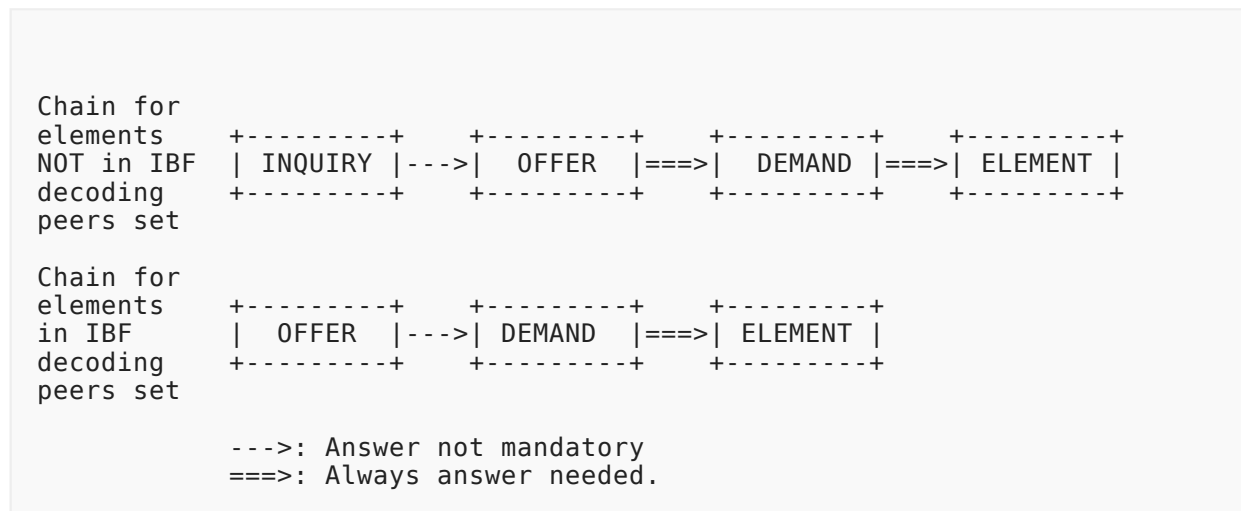 Chain for
elements      +---------+     +---------+     +---------+     +---------+
NOT in IBF    | INQUIRY |--->|  OFFER  |===>|  DEMAND |===>| ELEMENT |
decoding      +---------+     +---------+     +---------+     +---------+
peers set

Chain for
elements      +---------+     +---------+     +---------+
in IBF        |  OFFER  |--->| DEMAND  |===>| ELEMENT |
decoding      +---------+     +---------+     +---------+
peers set

              --->: Answer not mandatory
              ===>: Always answer needed.